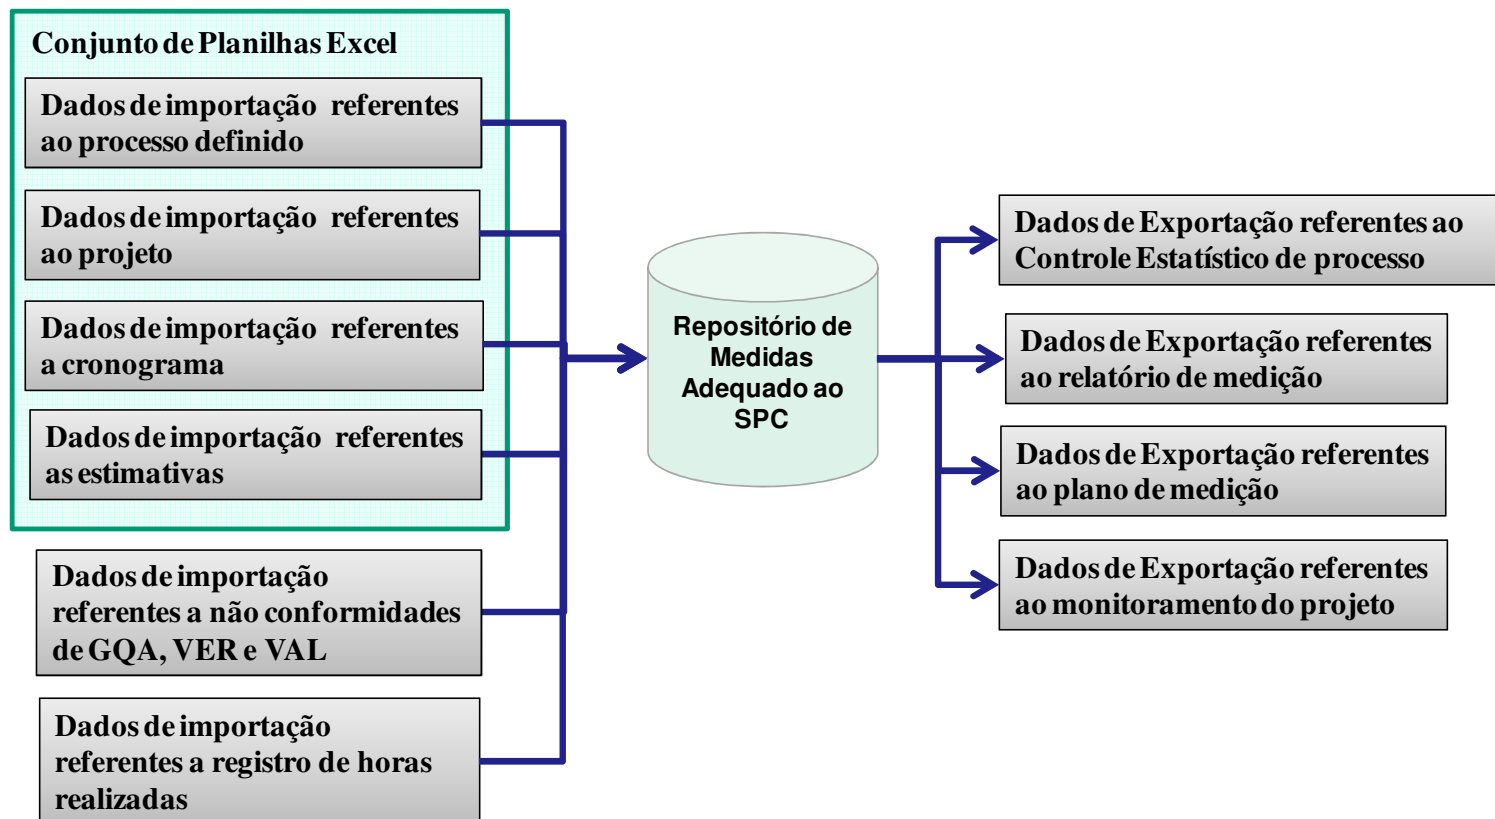 Conjunto de Planilhas Excel
Dados de importação referentes
ao processo definido
Dados de importação referentes
ao projeto
Dados de importação referentes
a cronograma
Dados de importação referentes
as estimativas
Dados de importação
referentes a não conformidades
de GQA, VER e VAL
Dados de importação
referentes a registro de horas
realizadas
Repositório de
Medidas
Adequado ao
SPC
Dados de Exportação referentes ao
Controle Estatístico de processo
Dados de Exportação referentes
ao relatório de medição
Dados de Exportação referentes
ao plano de medição
Dados de Exportação referentes
ao monitoramento do projeto